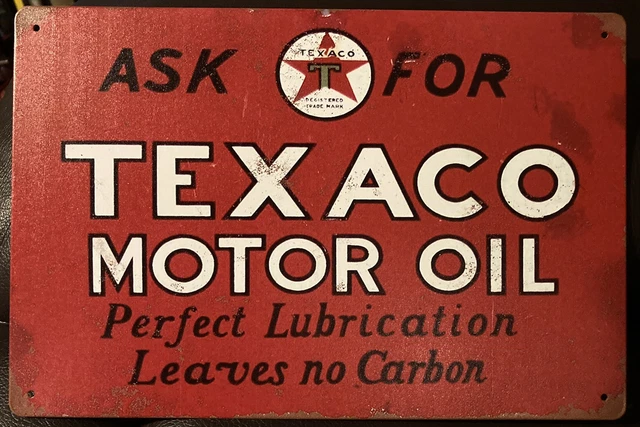 ASK FOR
TEXACO
T
REGISTERED
TRADE MARK
TEXACO
MOTOR OIL
Perfect Lubrication
Leaves no Carbon